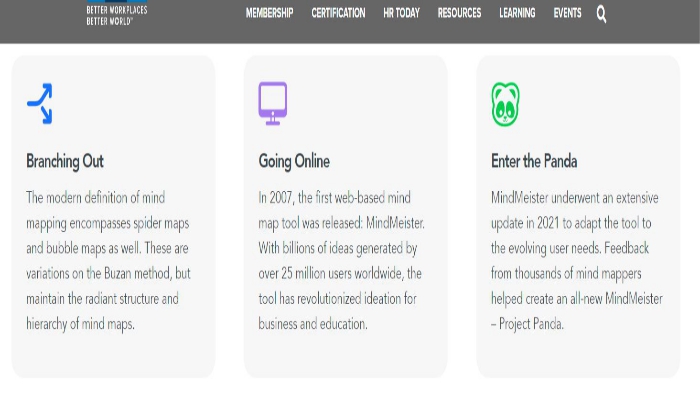 BETTER WORKPLACES
BETTER WORLD™
MEMBERSHIP CERTIFICATION HR TODAY RESOURCES LEARNING EVENTS
Branching Out
The modern definition of mind
mapping encompasses spider maps
and bubble maps as well. These are
variations on the Buzan method, but
maintain the radiant structure and
hierarchy of mind maps.
Going Online
In 2007, the first web-based mind
map tool was released: MindMeister.
With billions of ideas generated by
over 25 million users worldwide, the
tool has revolutionized ideation for
business and education.
Enter the Panda
MindMeister underwent an extensive
update in 2021 to adapt the tool to
the evolving user needs. Feedback
from thousands of mind mappers
helped create an all-new MindMeister
– Project Panda.